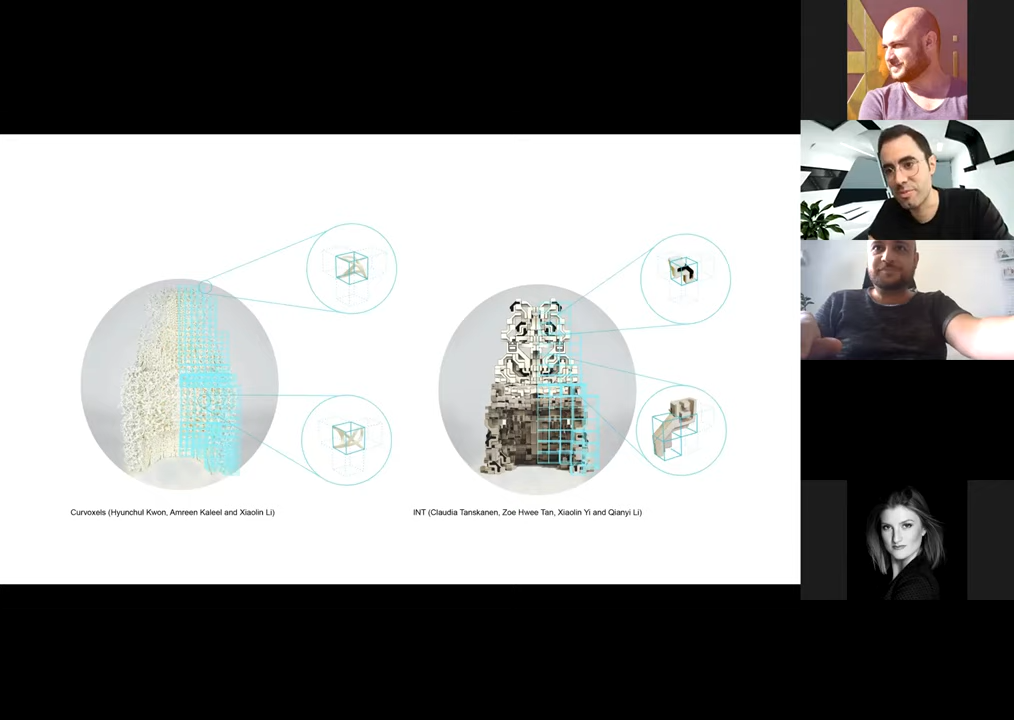 Curvoxels (Hyunchul Kwon, Amreen Kaleel and Xiaolin Li)
INT (Claudia Tanskanen, Zoe Hwee Tan, Xiaolin Yi and Qianyi Li)